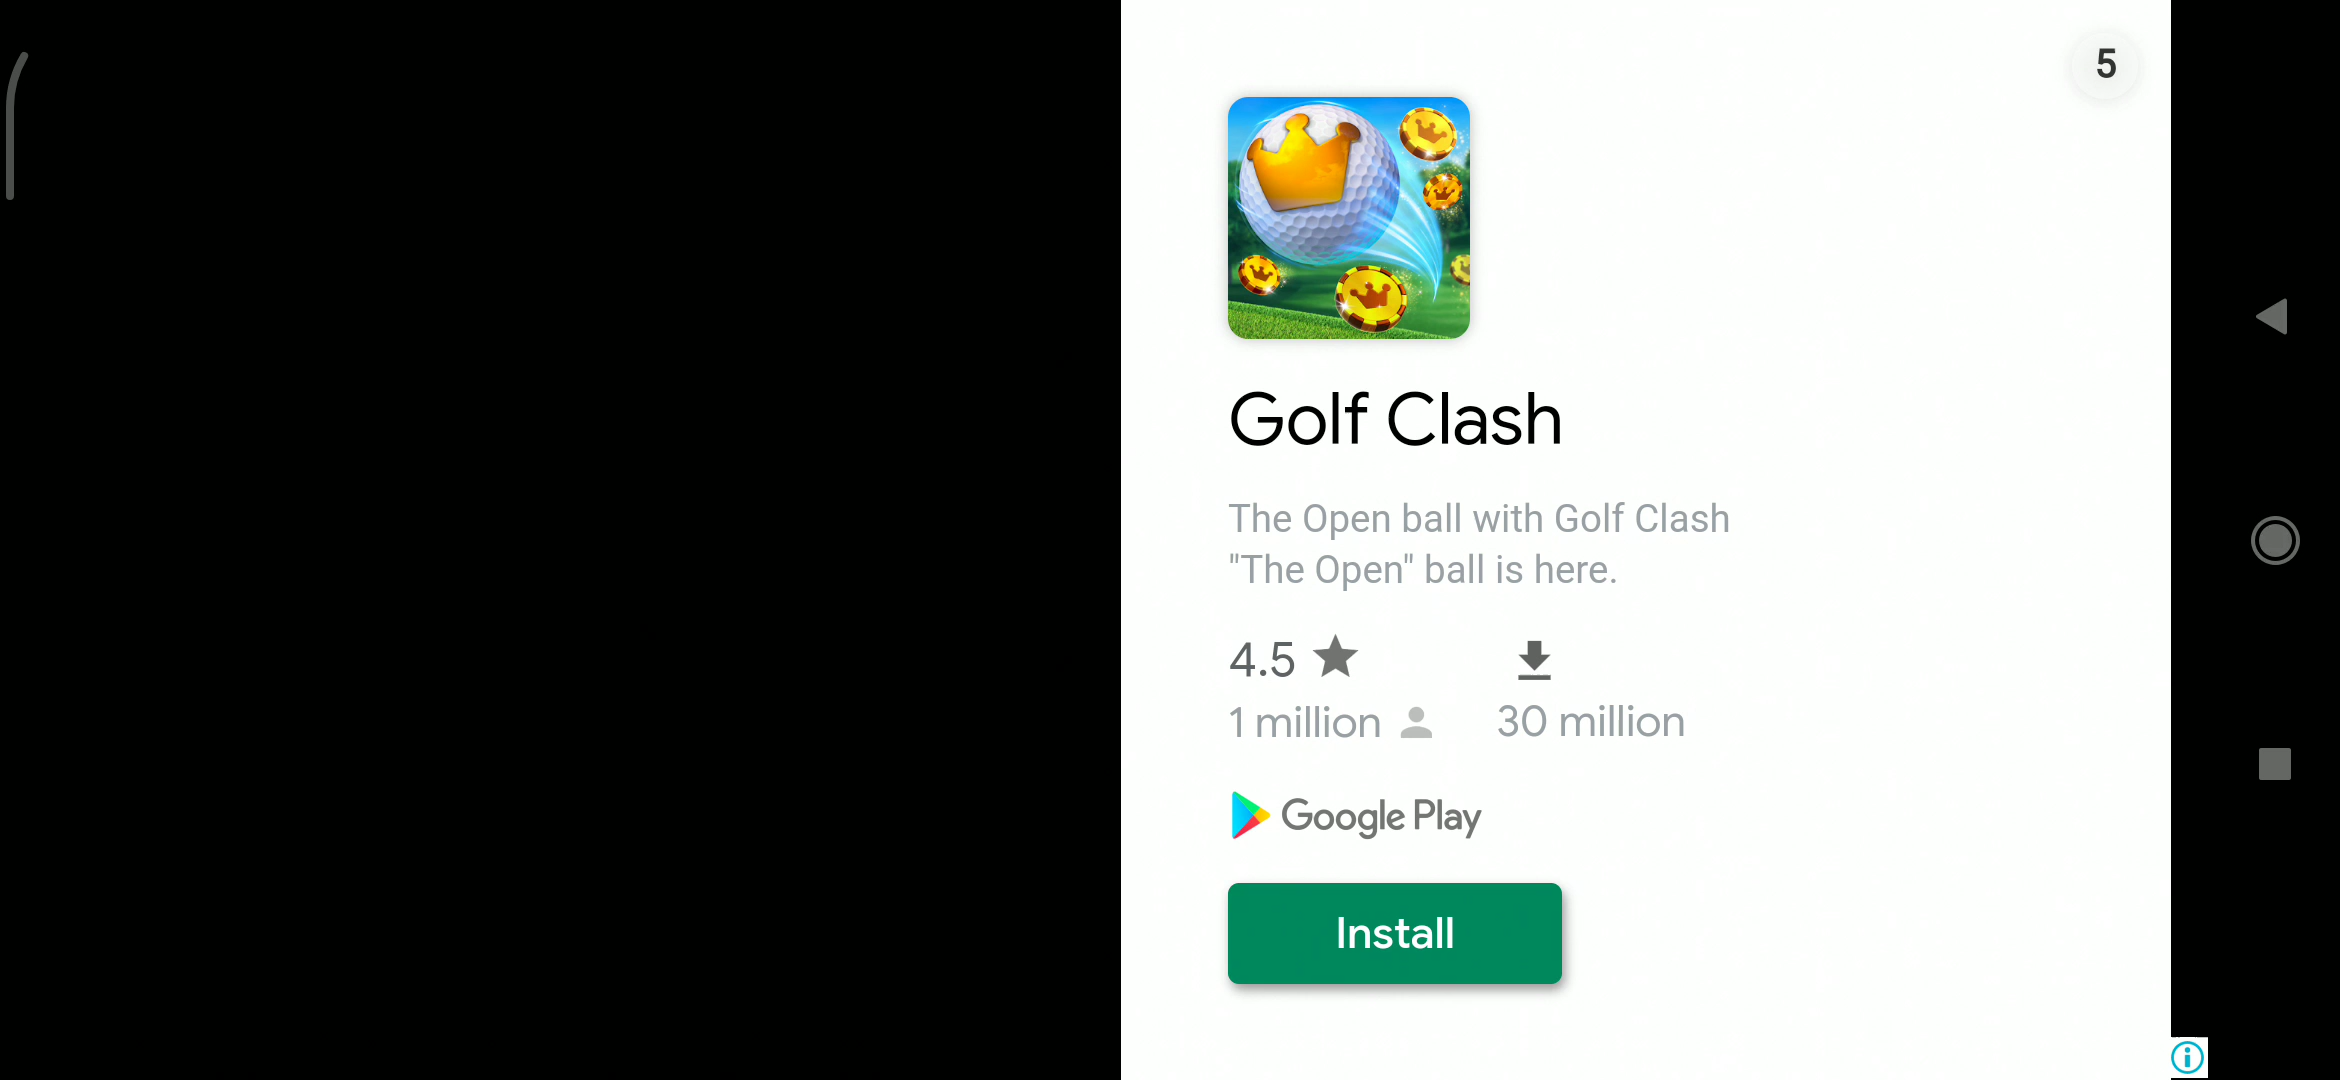 5
Golf Clash
The Open ball with Golf Clash
"The Open" ball is here.
4.5
1 million
30 million
Google Play
Install